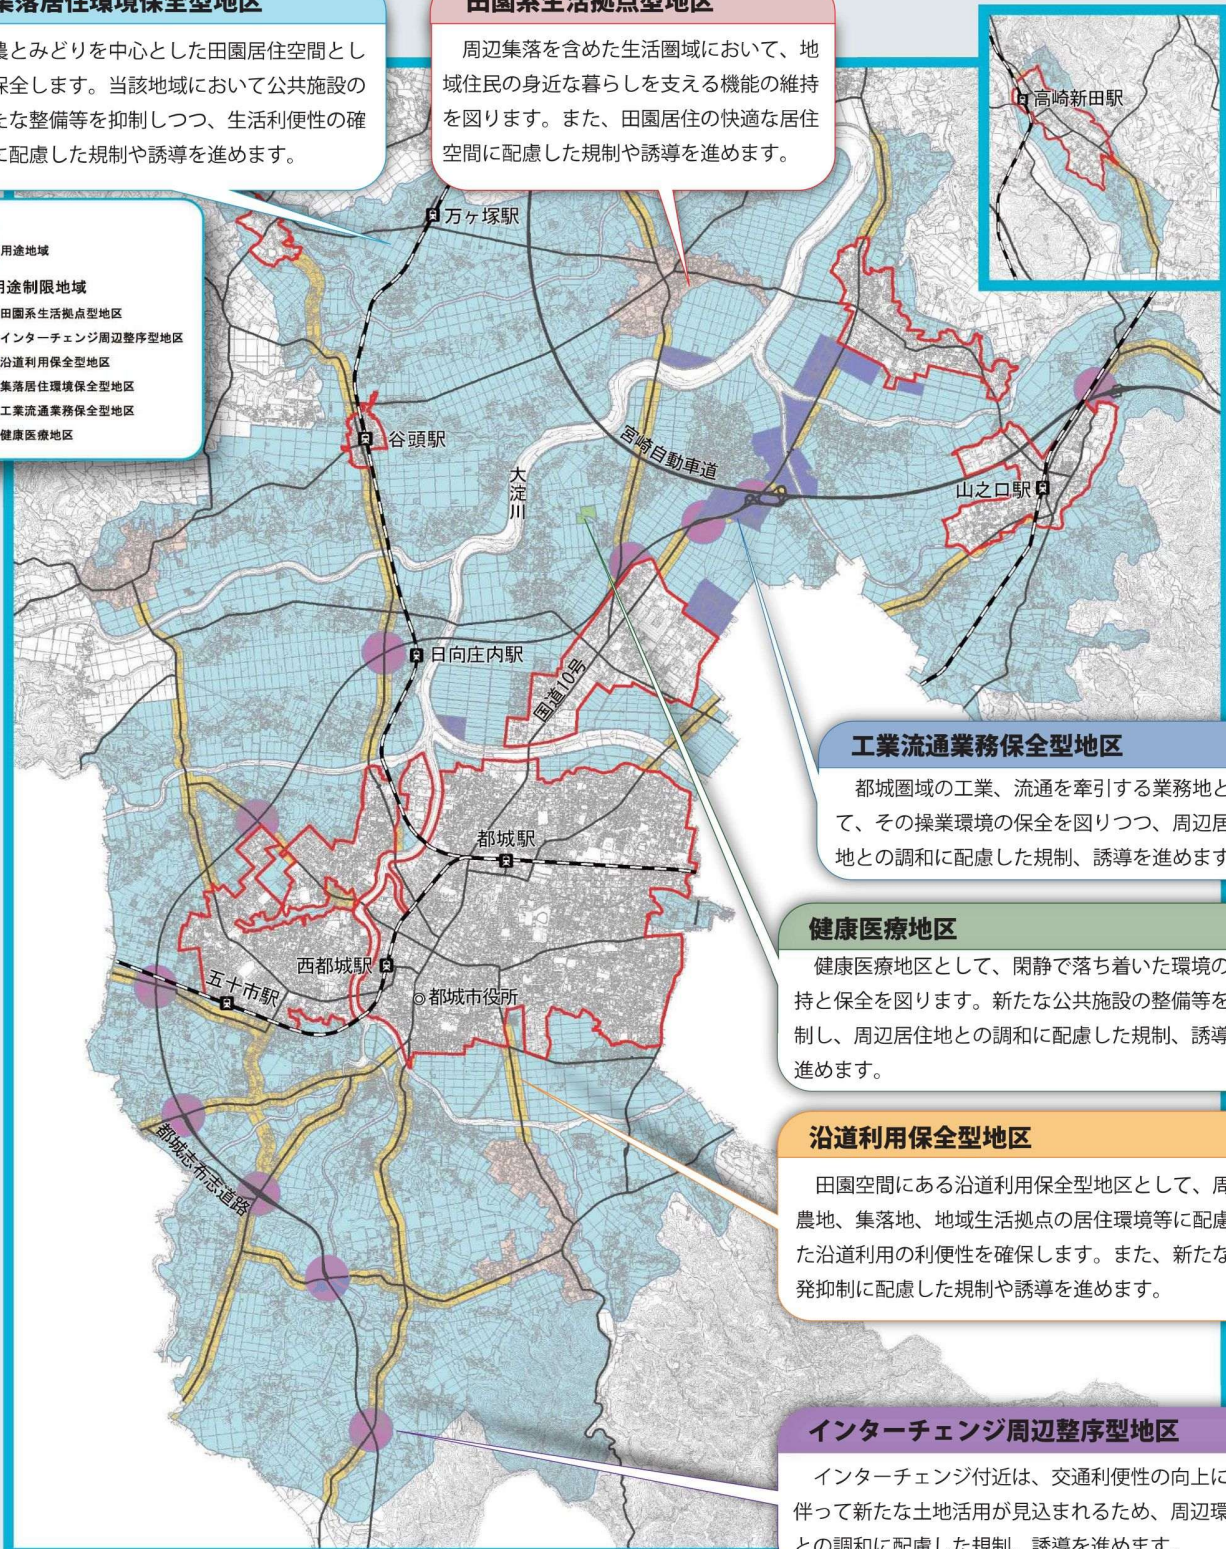 集落居住環境保全型地区
農とみどりを中心とした田園居住空間とし
保全します。当該地域において公共施設の
たな整備等を抑制しつつ、生活利便性の確
に配慮した規制や誘導を進めます。
田園系生活拠点型地区
周辺集落を含めた生活圏域において、地
域住民の身近な暮らしを支える機能の維持
を図ります。また、田園居住の快適な居住
空間に配慮した規制や誘導を進めます。
高崎新田駅
万ヶ塚駅
用途地域
用途制限地域
田園系生活拠点型地区
インターチェンジ周辺整序型地区
沿道利用保全型地区
集落居住環境保全型地区
工業流通業務保全型地区
健康医療地区
谷頭駅
大淀川
宮崎自動車道
山之口駅
日向庄内駅
国道10号
工業流通業務保全型地区
都城圏域の工業、流通を牽引する業務地と
て、その操業環境の保全を図りつつ、周辺居
地との調和に配慮した規制、誘導を進めます
都城駅
健康医療地区
健康医療地区として、閑静で落ち着いた環境の
持と保全を図ります。新たな公共施設の整備等を
制し、周辺居住地との調和に配慮した規制、誘導
進めます。
西都城駅
五十市駅
都城市役所
沿道利用保全型地区
田園空間にある沿道利用保全型地区として、周
農地、集落地、地域生活拠点の居住環境等に配慮
た沿道利用の利便性を確保します。また、新たな
発抑制に配慮した規制や誘導を進めます。
都城志布志道路
インターチェンジ周辺整序型地区
インターチェンジ付近は、交通利便性の向上に
伴って新たな土地活用が見込まれるため、周辺環
との調和に配慮した規制、誘導を進めます。